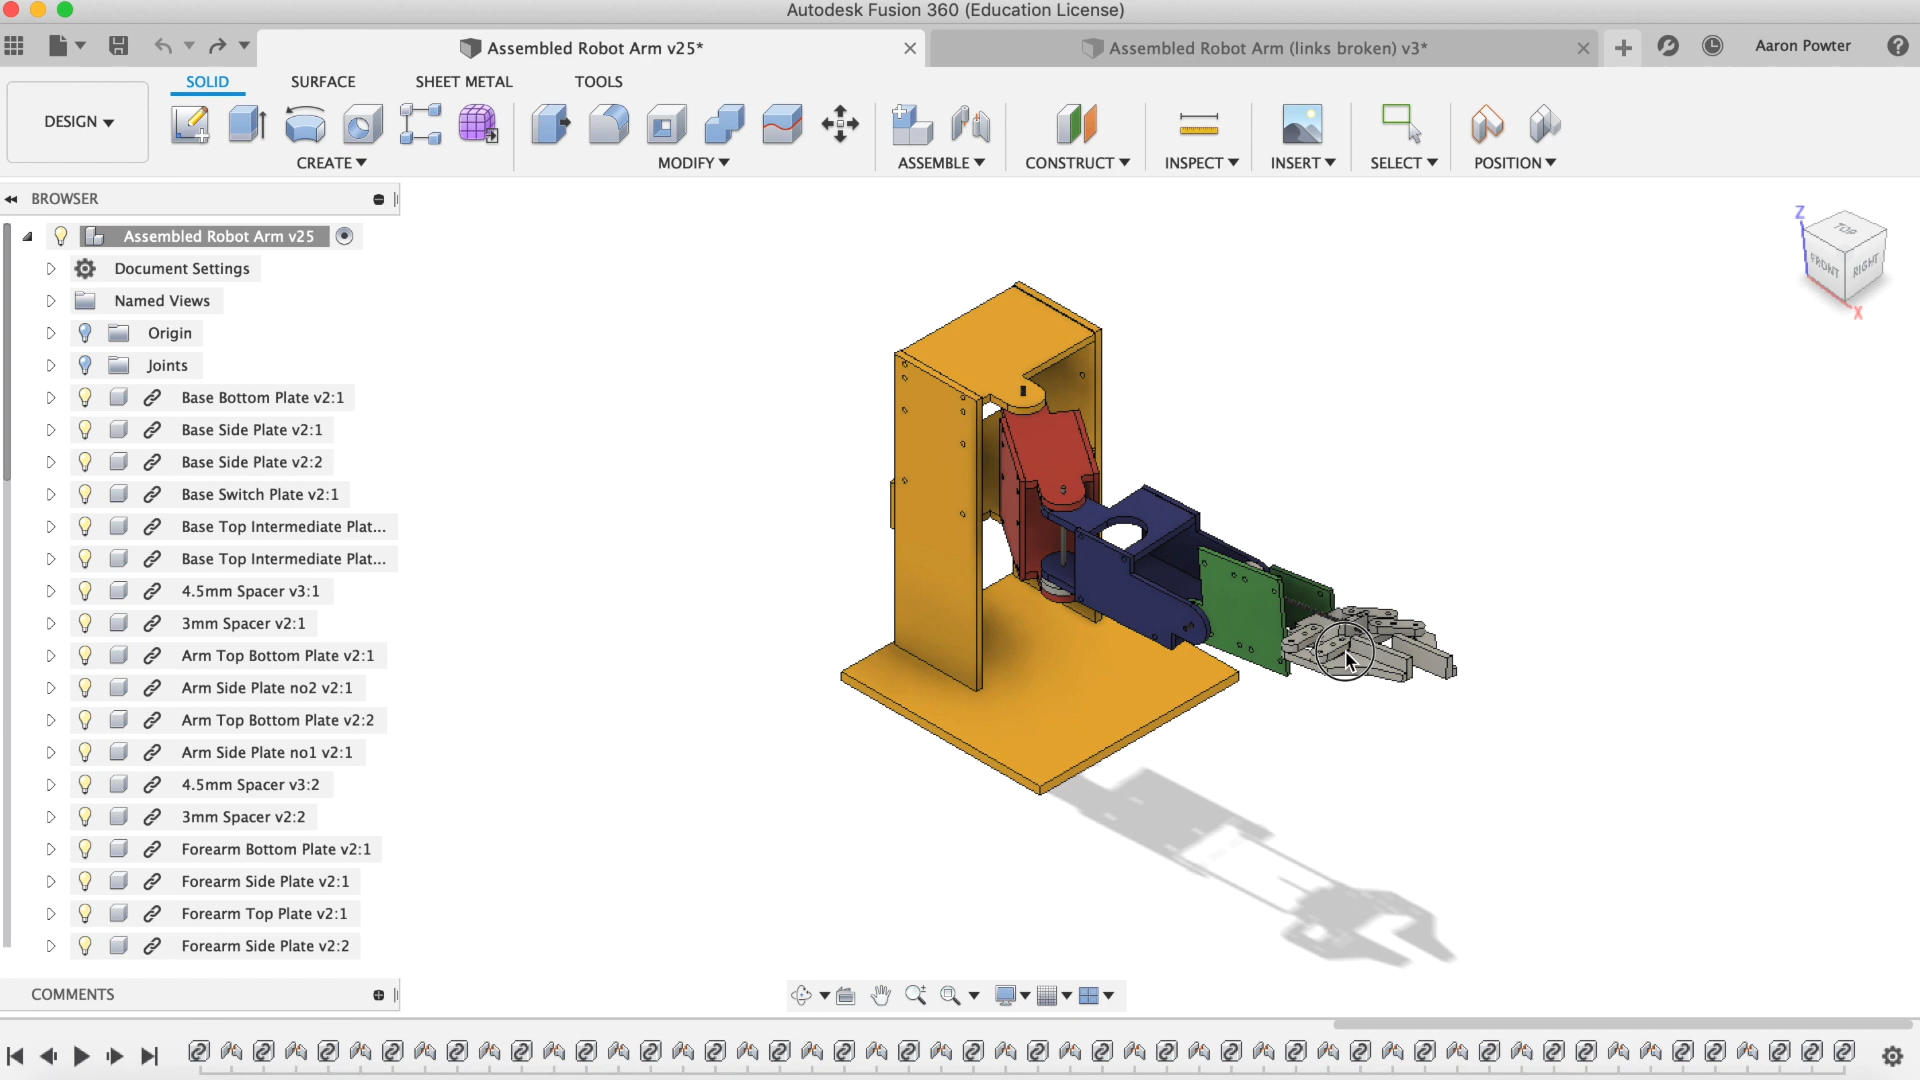 Autodesk Fusion 360 (Education License)
Assembled Robot Arm v25*
Assembled Robot Arm (links broken) v3*
Aaron Powter
SOLID
SURFACE
SHEET METAL
TOOLS
DESIGN
CREATE
MODIFY
ASSEMBLE
CONSTRUCT
INSPECT
INSERT
SELECT
POSITION
BROWSER
Assembled Robot Arm v25
Document Settings
Named Views
Origin
Joints
Base Bottom Plate v2:1
Base Side Plate v2:1
Base Side Plate v2:2
Base Switch Plate v2:1
Base Top Intermediate Plat...
Base Top Intermediate Plat...
4.5mm Spacer v3:1
3mm Spacer v2:1
Arm Top Bottom Plate v2:1
Arm Side Plate no2 v2:1
Arm Top Bottom Plate v2:2
Arm Side Plate no1 v2:1
4.5mm Spacer v3:2
3mm Spacer v2:2
Forearm Bottom Plate v2:1
Forearm Side Plate v2:1
Forearm Top Plate v2:1
Forearm Side Plate v2:2
COMMENTS
Z
TOP
FRONT
RIGHT
X